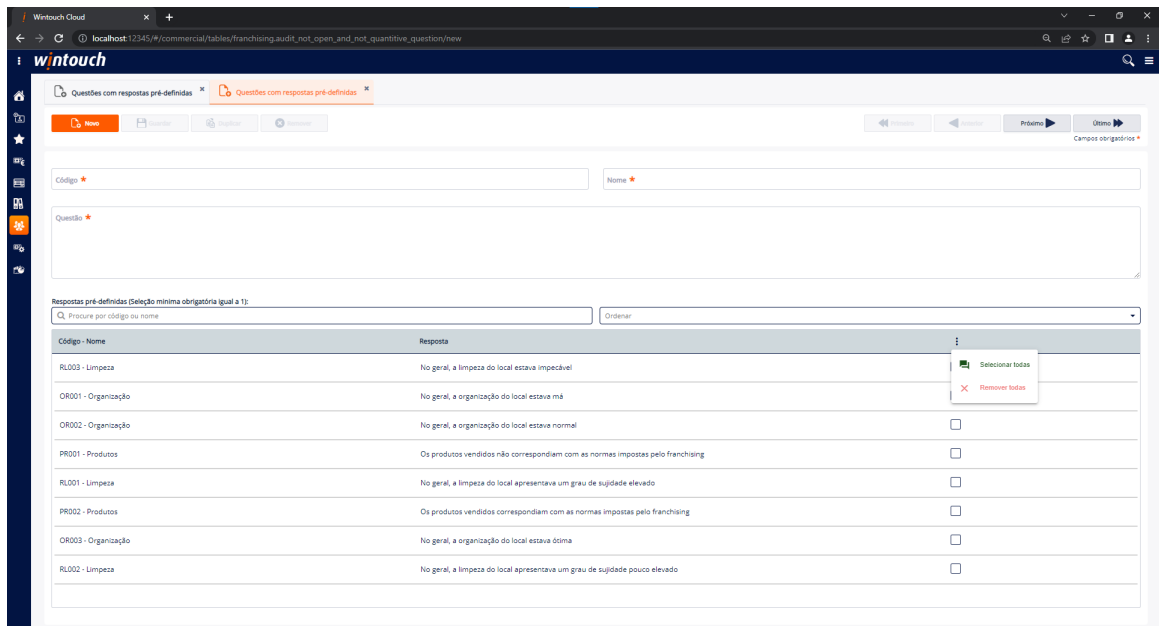 Wintouch Cloud
localhost:12345/#/commercial/tables/franchising.audit_not_open_and_not_quantitive_question/new
wintouch
Questões com respostas pré-definidas
Questões com respostas pré-definidas
Novo
Guardar
Duplicar
Remover
Primeiro
Anterior
Próximo
Último
Campos obrigatórios *
Código *
Nome *
Questão *
Respostas pré-definidas (Seleção minima obrigatória igual a 1):
Procure por código ou nome
Ordenar
Código - Nome Resposta
Selecionar todas
RL003 - Limpeza No geral, a limpeza do local estava impecável
Remover todas
OR001 - Organização No geral, a organização do local estava má
OR002 - Organização No geral, a organização do local estava normal
PR001 - Produtos Os produtos vendidos não correspondiam com as normas impostas pelo franchising
RL001 - Limpeza No geral, a limpeza do local apresentava um grau de sujidade elevado
PR002 - Produtos Os produtos vendidos correspondiam com as normas impostas pelo franchising
OR003 - Organização No geral, a organização do local estava ótima
RL002 - Limpeza No geral, a limpeza do local apresentava um grau de sujidade pouco elevado